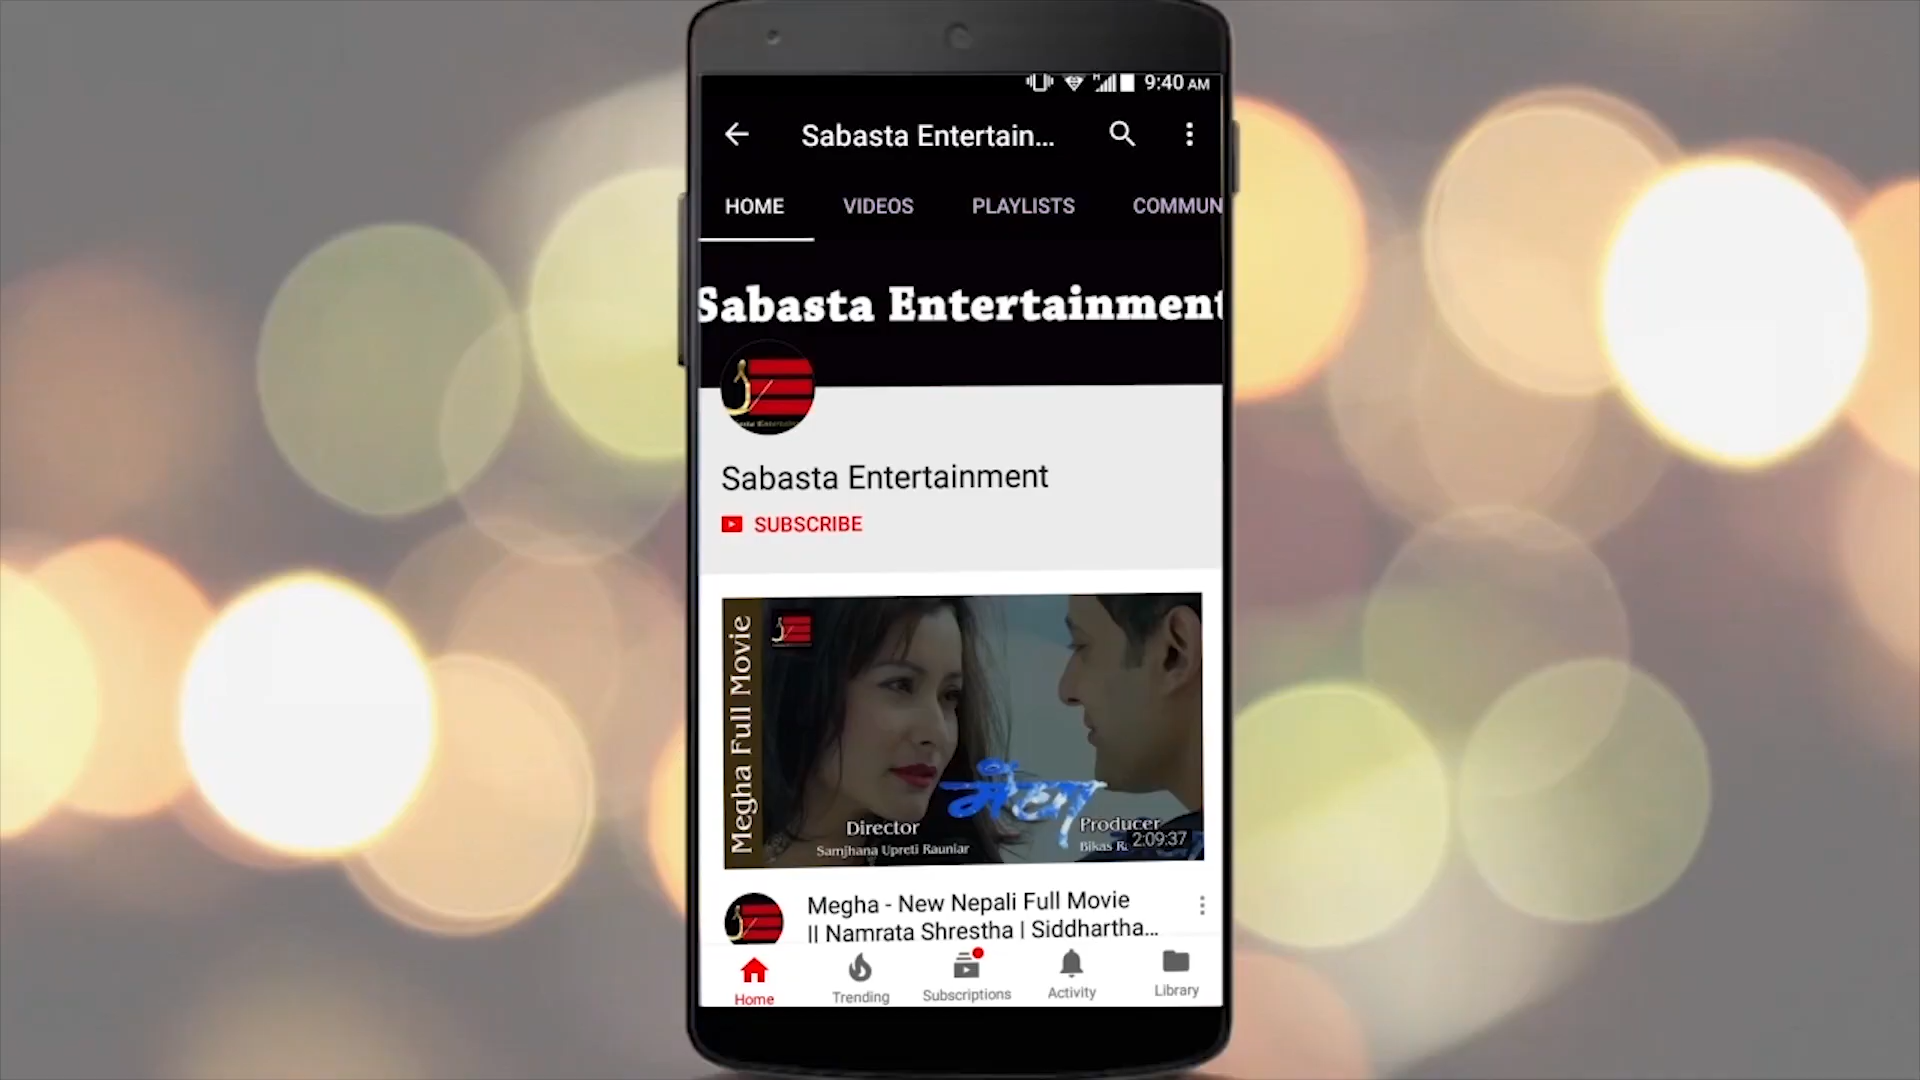 9:40 AM
Sabasta Entertain...
HOME VIDEOS PLAYLISTS COMMUN
Sabasta Entertainment
Sabasta Entertainment
SUBSCRIBE
Megha Full Movie
मेघा
Director
Samjhana Upreti Rauniar
Producer
Bikas R
2:09:37
Megha - New Nepali Full Movie
ll Namrata Shrestha l Siddhartha...
Home Trending Subscriptions Activity Library